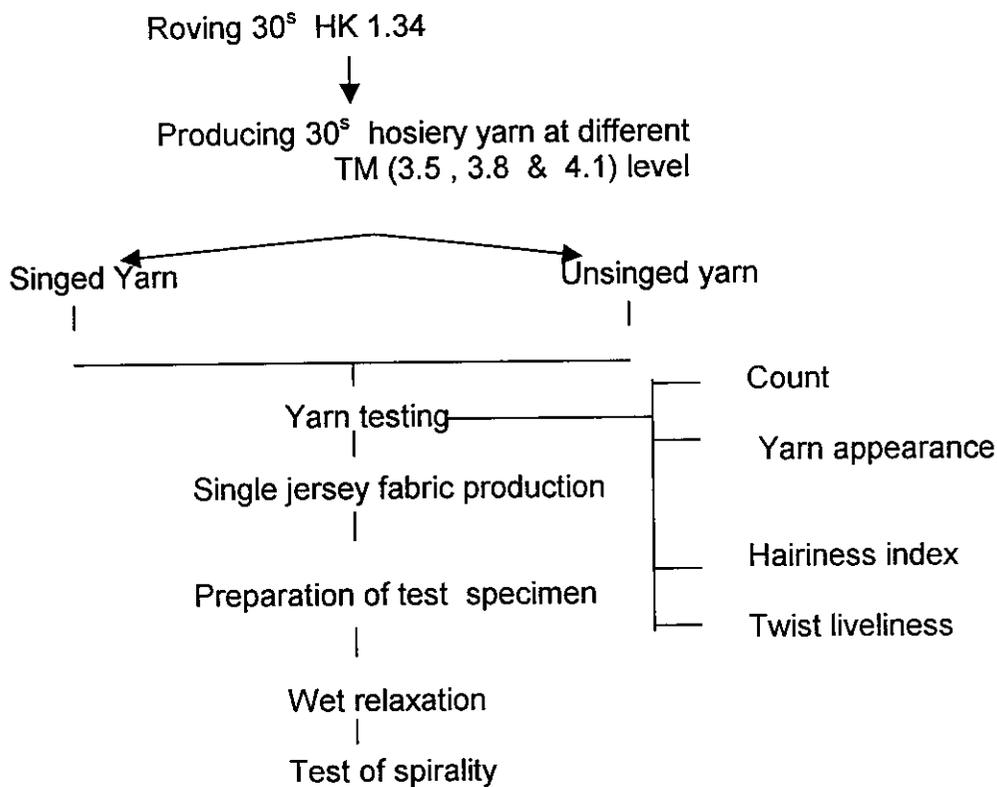 Roving 30ˢ HK 1.34
Producing 30ˢ hosiery yarn at different
TM (3.5 , 3.8 & 4.1) level
Singed Yarn
Unsinged yarn
Yarn testing
Count
Yarn appearance
Hairiness index
Twist liveliness
Single jersey fabric production
Preparation of test specimen
Wet relaxation
Test of spirality